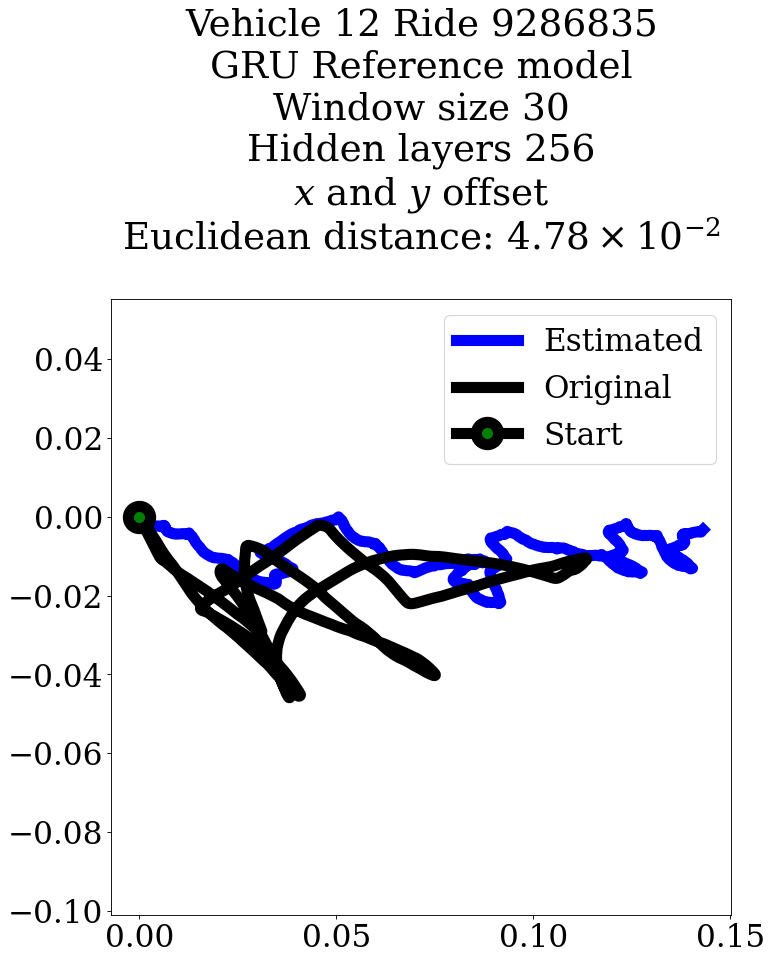 Vehicle 12 Ride 9286835
GRU Reference model
Window size 30
Hidden layers 256
x and y offset
Euclidean distance: 4.78 × 10⁻²
Estimated
Original
Start
0.04
0.02
0.00
−0.02
−0.04
−0.06
−0.08
−0.10
0.00 0.05 0.10 0.15